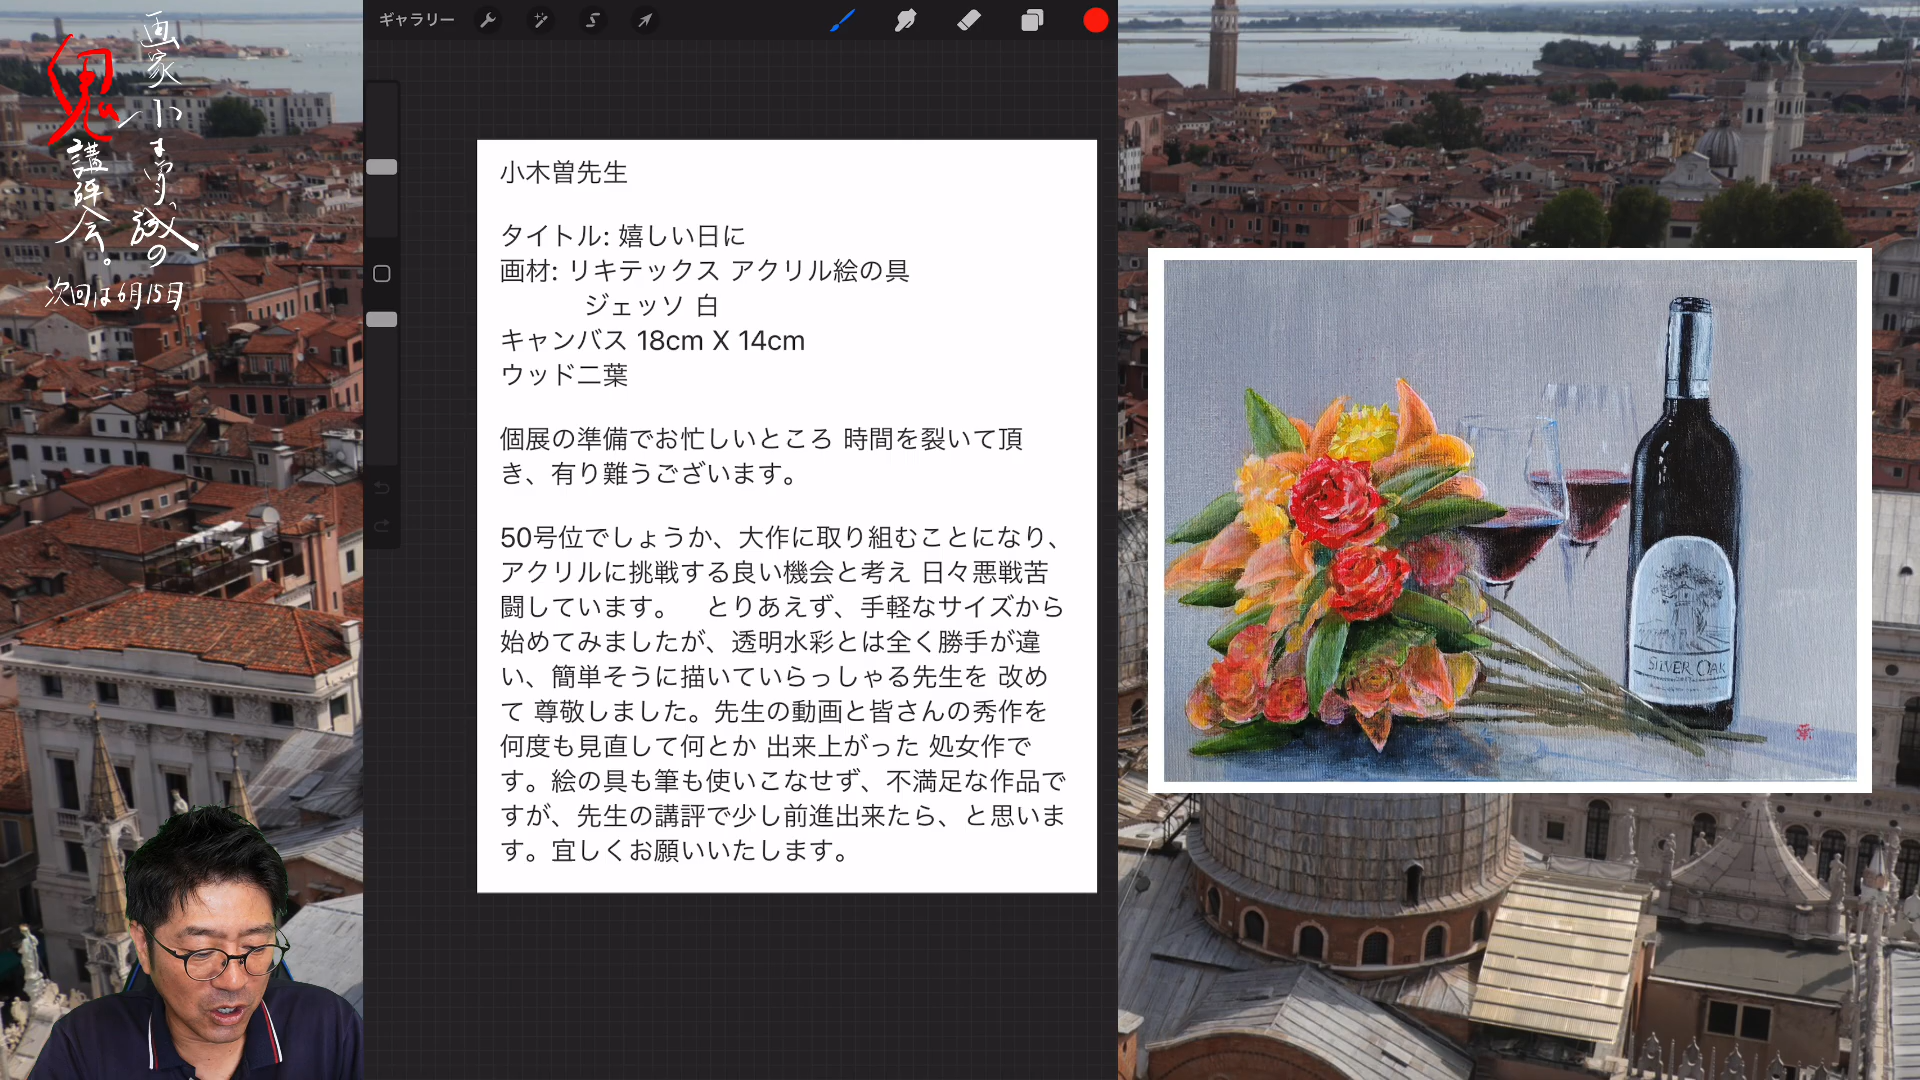 画家小木曽誠の
鬼講評会。
次回は6月15日
ギャラリー
小木曽先生
タイトル: 嬉しい日に
画材: リキテックス アクリル絵の具
ジェッソ 白
キャンバス 18cm X 14cm
ウッド二葉
個展の準備でお忙しいところ 時間を裂いて頂
き、有り難うございます。
50号位でしょうか、大作に取り組むことになり、
アクリルに挑戦する良い機会と考え 日々悪戦苦
闘しています。　とりあえず、手軽なサイズから
始めてみましたが、透明水彩とは全く勝手が違
い、簡単そうに描いていらっしゃる先生を 改め
て 尊敬しました。先生の動画と皆さんの秀作を
何度も見直して何とか 出来上がった 処女作で
す。絵の具も筆も使いこなせず、不満足な作品で
すが、先生の講評で少し前進出来たら、と思いま
す。宜しくお願いいたします。
SILVER OAK
葉